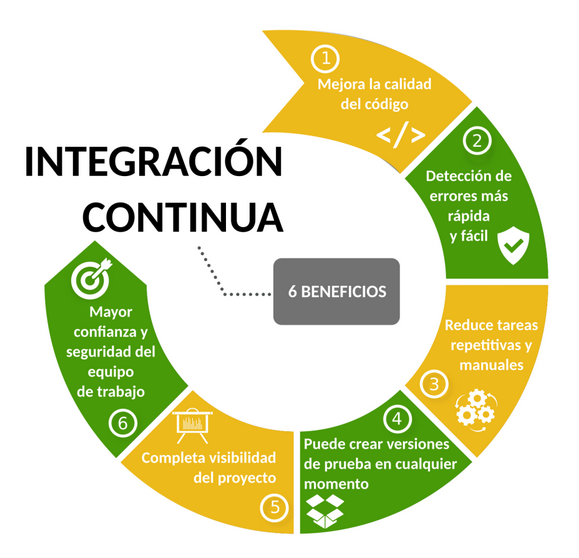 INTEGRACIÓN
CONTINUA
6 BENEFICIOS
1
Mejora la calidad
del código
</>
2
Detección de
errores más
rápida
y fácil
Reduce tareas
repetitivas y
manuales
3
4
Puede crear versiones
de prueba en cualquier
momento
Completa visibilidad
del proyecto
5
Mayor
confianza y
seguridad del
equipo
de trabajo
6